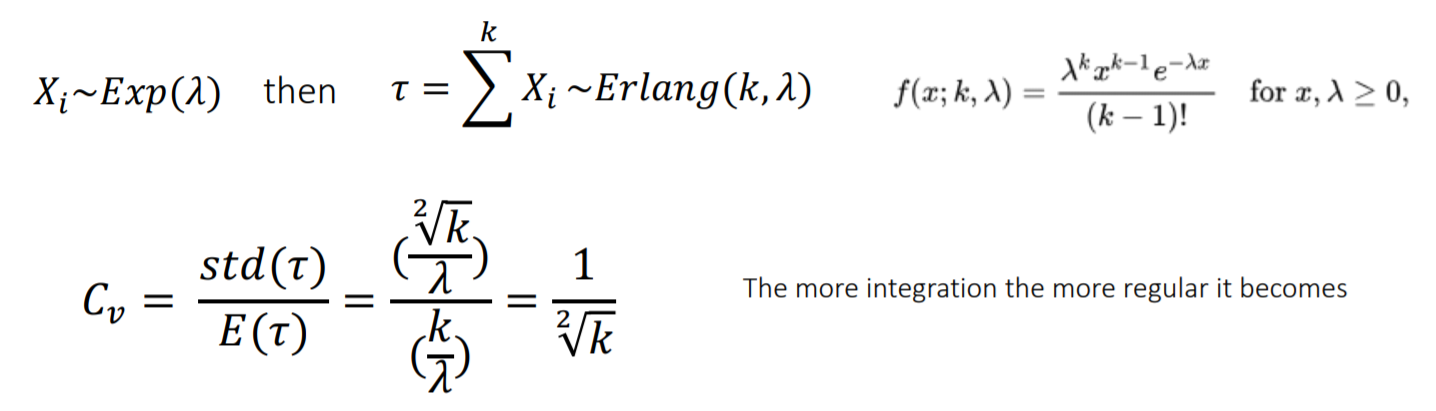 X_i~Exp(λ) then τ = ∑^k X_i ~Erlang(k, λ) f(x; k, λ) = λ^k x^{k−1} e^{−λx} / (k − 1)! for x, λ ≥ 0,
C_v = std(τ) / E(τ) = (²√k / λ) / (k / λ) = 1 / ²√k The more integration the more regular it becomes